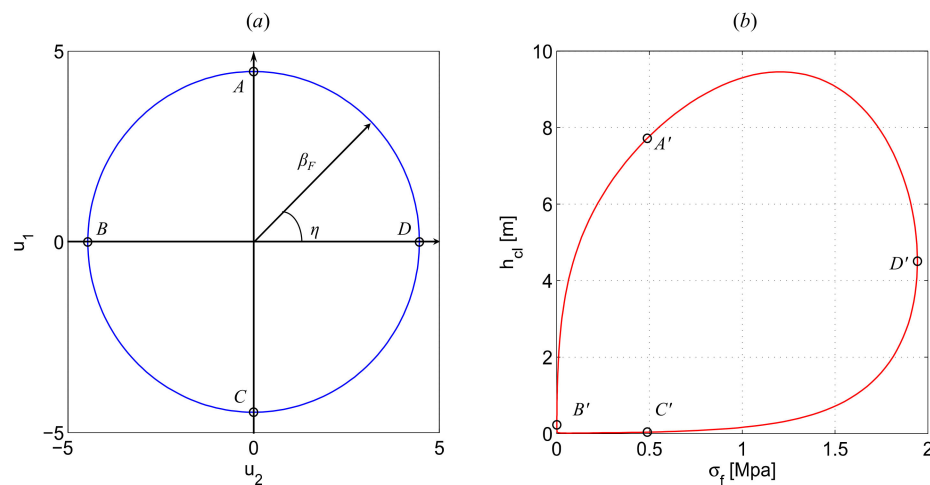 (a)
5
A
β_F
u_1
0
B
η
D
C
−5
−5
0
5
u_2
(b)
10
8
A′
6
h_cl [m]
D′
4
2
B′
C′
0
0
0.5
1
1.5
2
σ_f [Mpa]